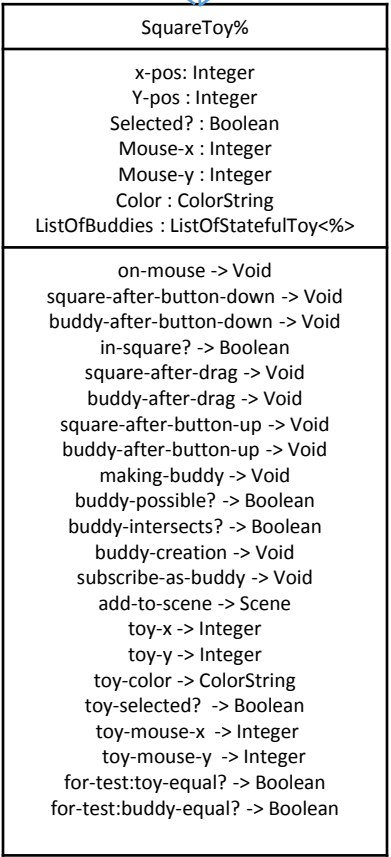 SquareToy%
x-pos: Integer
Y-pos : Integer
Selected? : Boolean
Mouse-x : Integer
Mouse-y : Integer
Color : ColorString
ListOfBuddies : ListOfStatefulToy<%>
on-mouse -> Void
square-after-button-down -> Void
buddy-after-button-down -> Void
in-square? -> Boolean
square-after-drag -> Void
buddy-after-drag -> Void
square-after-button-up -> Void
buddy-after-button-up -> Void
making-buddy -> Void
buddy-possible? -> Boolean
buddy-intersects? -> Boolean
buddy-creation -> Void
subscribe-as-buddy -> Void
add-to-scene -> Scene
toy-x -> Integer
toy-y -> Integer
toy-color -> ColorString
toy-selected? -> Boolean
toy-mouse-x -> Integer
toy-mouse-y -> Integer
for-test:toy-equal? -> Boolean
for-test:buddy-equal? -> Boolean